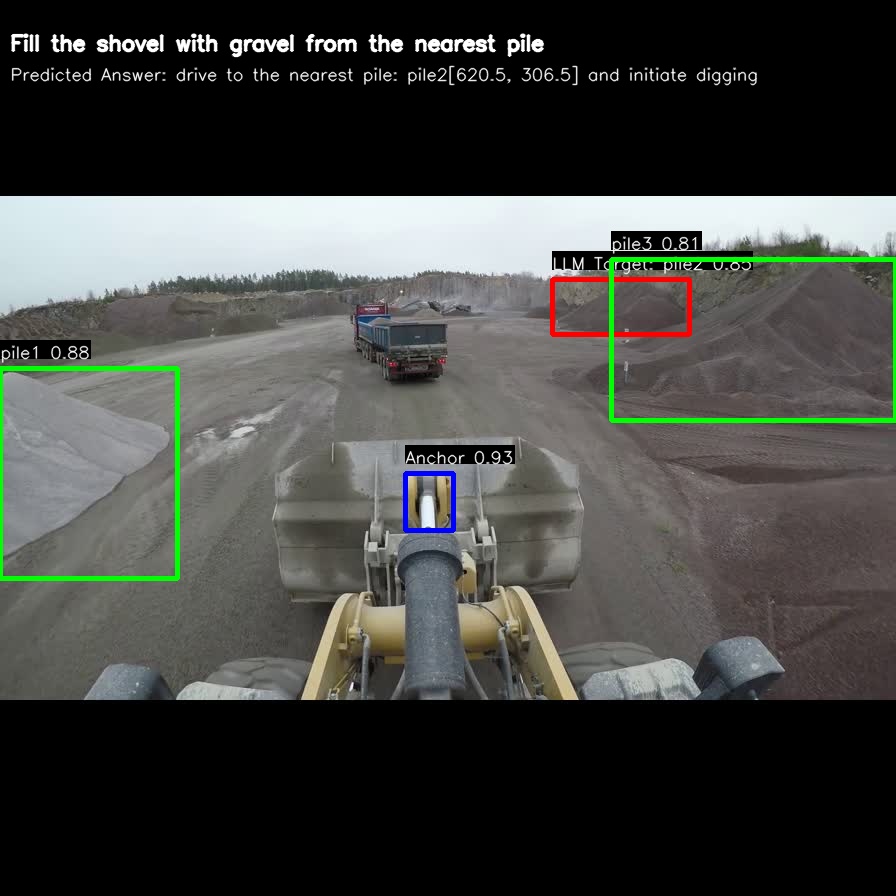 Fill the shovel with gravel from the nearest pile
Predicted Answer: drive to the nearest pile: pile2[620.5, 306.5] and initiate digging
pile3 0.81
LLM Target: pile2 0.85
pile1 0.88
Anchor 0.93